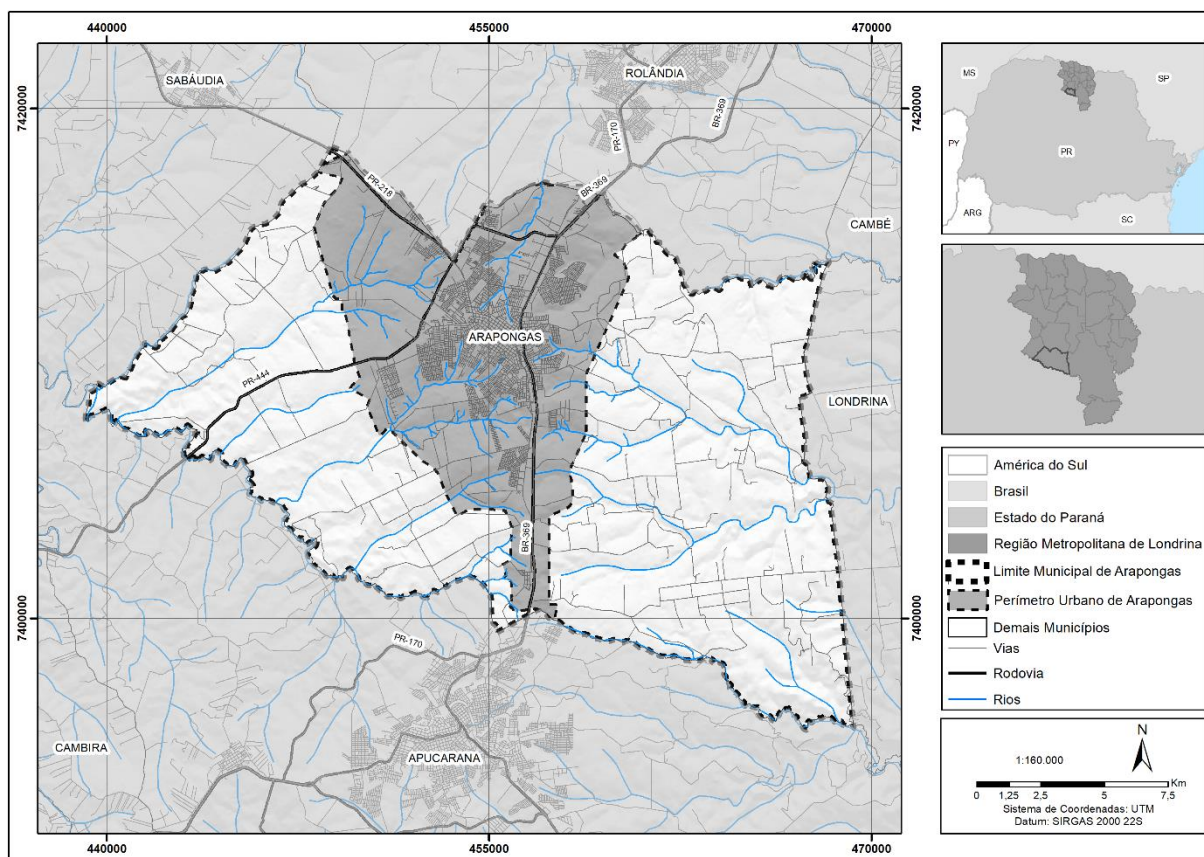 440000
455000
470000
SABÁUDIA
ROLÂNDIA
7420000
7420000
PR-170
BR-369
PR-218
BR-369
CAMBÉ
ARAPONGAS
PR-444
LONDRINA
BR-369
7400000
7400000
PR-170
CAMBIRA
APUCARANA
440000
455000
470000
MS
SP
PY
PR
ARG
SC
América do Sul
Brasil
Estado do Paraná
Região Metropolitana de Londrina
Limite Municipal de Arapongas
Perímetro Urbano de Arapongas
Demais Municípios
Vias
Rodovia
Rios
N
1:160.000
0 1,25 2,5 5 7,5 Km
Sistema de Coordenadas: UTM
Datum: SIRGAS 2000 22S